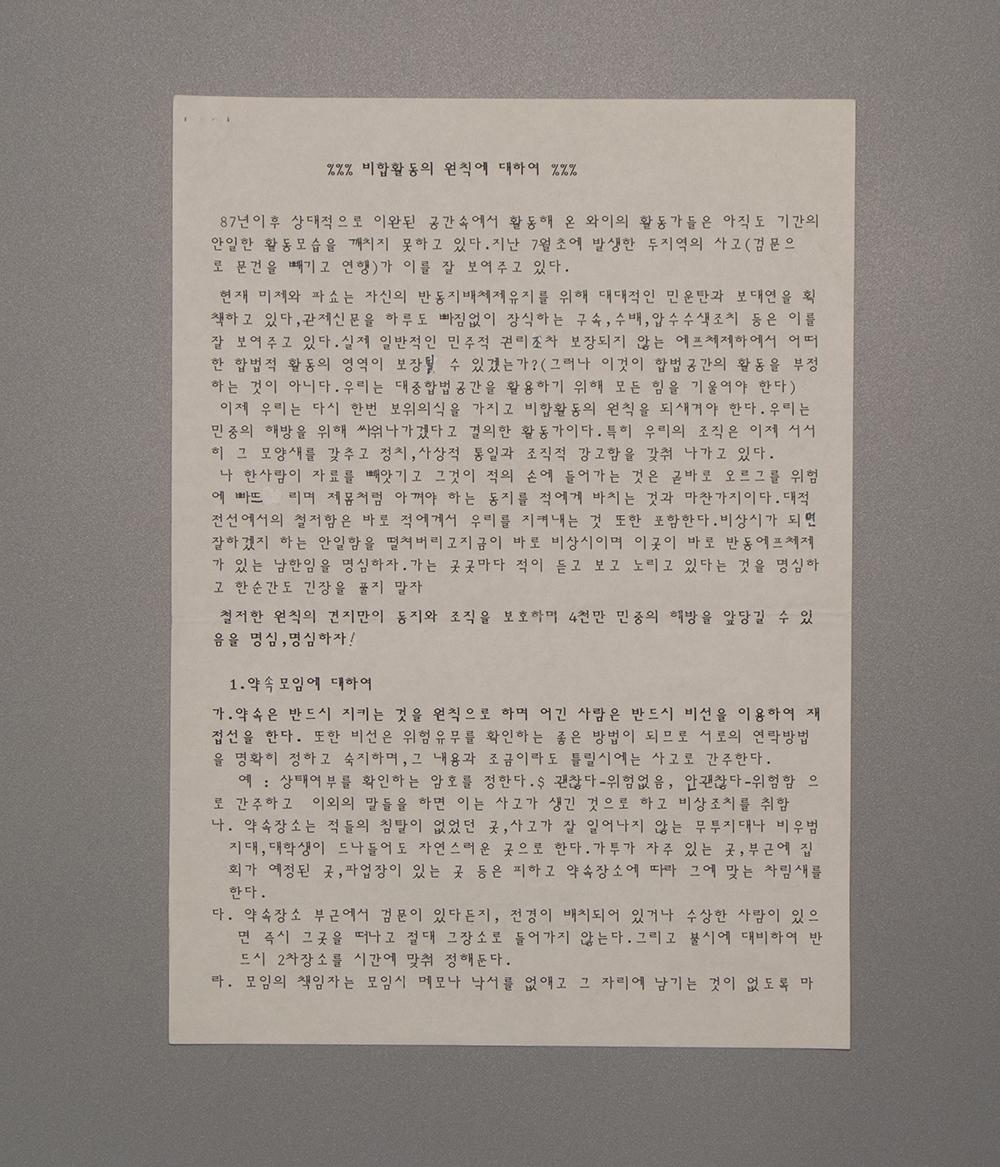 %%% 비합활동의 원칙에 대하여 %%%
87년이후 상대적으로 이완된 공간속에서 활동해 온 와이의 활동가들은 아직도 기간의
안일한 활동모습을 깨치지 못하고 있다.지난 7월초에 발생한 두지역의 사고(검문으
로 문건을 빼기고 연행)가 이를 잘 보여주고 있다.
현재 미제와 파쇼는 자신의 반동지배체제유지를 위해 대대적인 민운탄과 보대연을 획
책하고 있다,관제신문을 하루도 빠짐없이 장식하는 구속,수배,압수수색조치 등은 이를
잘 보여주고 있다.실제 일반적인 민주적 권리조차 보장되지 않는 에프체제하에서 어떠
한 합법적 활동의 영역이 보장될 수 있겠는가?(그러나 이것이 합법공간의 활동을 부정
하는 것이 아니다.우리는 대중합법공간을 활용하기 위해 모든 힘을 기울여야 한다)
이제 우리는 다시 한번 보위의식을 가지고 비합활동의 원칙을 되새겨야 한다.우리는
민중의 해방을 위해 싸워나가겠다고 결의한 활동가이다.특히 우리의 조직은 이제 서서
히 그 모양새를 갖추고 정치,사상적 통일과 조직적 강고함을 갖춰 나가고 있다.
나 한사람이 자료를 빼앗기고 그것이 적의 손에 들어가는 것은 곧바로 오르그를 위험
에 빠뜨 리며 제몸처럼 아껴야 하는 동지를 적에게 바치는 것과 마찬가지이다.대적
전선에서의 철저함은 바로 적에게서 우리를 지켜내는 것 또한 포함한다.비상시가 되면
잘하겠지 하는 안일함을 떨쳐버리고지금이 바로 비상시이며 이곳이 바로 반동에프체제
가 있는 남한임을 명심하자.가는 곳곳마다 적이 듣고 보고 노리고 있다는 것을 명심하
고 한순간도 긴장을 풀지 말자
철저한 원칙의 견지만이 동지와 조직을 보호하며 4천만 민중의 해방을 앞당길 수 있
음을 명심,명심하자!
1.약속모임에 대하여
가.약속은 반드시 지키는 것을 원칙으로 하며 어긴 사람은 반드시 비선을 이용하여 재
접선을 한다. 또한 비선은 위험유무를 확인하는 좋은 방법이 되므로 서로의 연락방법
을 명확히 정하고 숙지하며,그 내용과 조금이라도 틀릴시에는 사고로 간주한다.
예 : 상태여부를 확인하는 암호를 정한다.$ 괜찮다-위험없음, 안괜찮다-위험함 으
로 간주하고 이외의 말들을 하면 이는 사고가 생긴 것으로 하고 비상조치를 취함
나. 약속장소는 적들의 침탈이 없었던 곳,사고가 잘 일어나지 않는 무투지대나 비우범
지대,대학생이 드나들어도 자연스러운 곳으로 한다.가투가 자주 있는 곳,부근에 집
회가 예정된 곳,파업장이 있는 곳 등은 피하고 약속장소에 따라 그에 맞는 차림새를
한다.
다. 약속장소 부근에서 검문이 있다든지, 전경이 배치되어 있거나 수상한 사람이 있으
면 즉시 그곳을 떠나고 절대 그장소로 들어가지 않는다.그리고 불시에 대비하여 반
드시 2차장소를 시간에 맞춰 정해둔다.
라. 모임의 책임자는 모임시 메모나 낙서를 없애고 그 자리에 남기는 것이 없도록 마